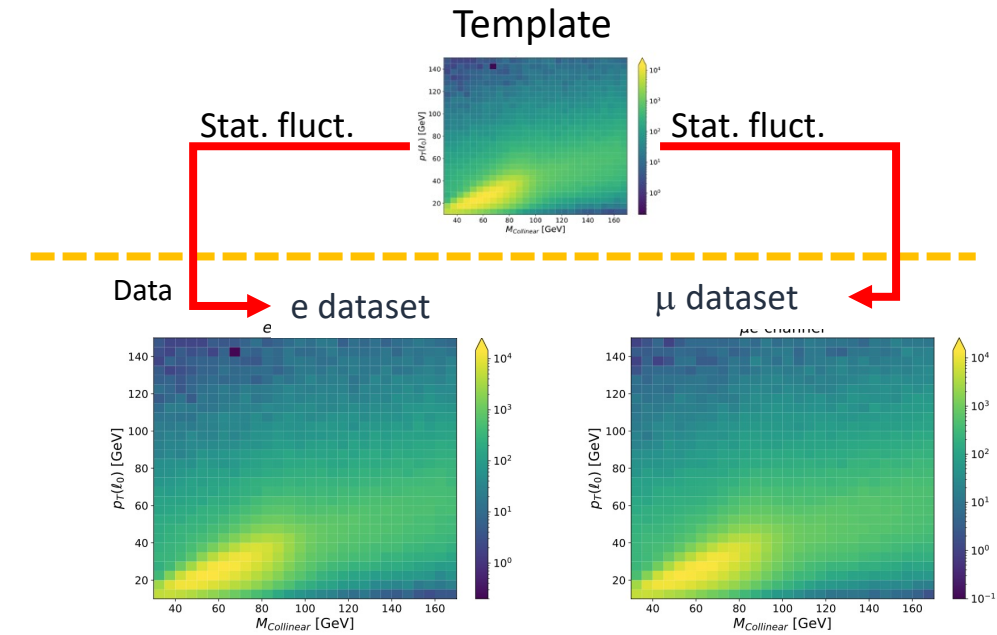 Template
Stat. fluct.
Stat. fluct.
140
120
100
80
60
40
20
p_T(ℓ_0) [GeV]
40 60 80 100 120 140 160
M_Collinear [GeV]
10^4
10^3
10^2
10^1
10^0
Data
e dataset
μ dataset
e
μe channel
140
120
100
80
60
40
20
p_T(ℓ_0) [GeV]
40 60 80 100 120 140 160
M_Collinear [GeV]
10^4
10^3
10^2
10^1
10^0
140
120
100
80
60
40
20
p_T(ℓ_0) [GeV]
40 60 80 100 120 140 160
M_Collinear [GeV]
10^4
10^3
10^2
10^1
10^0
10^−1